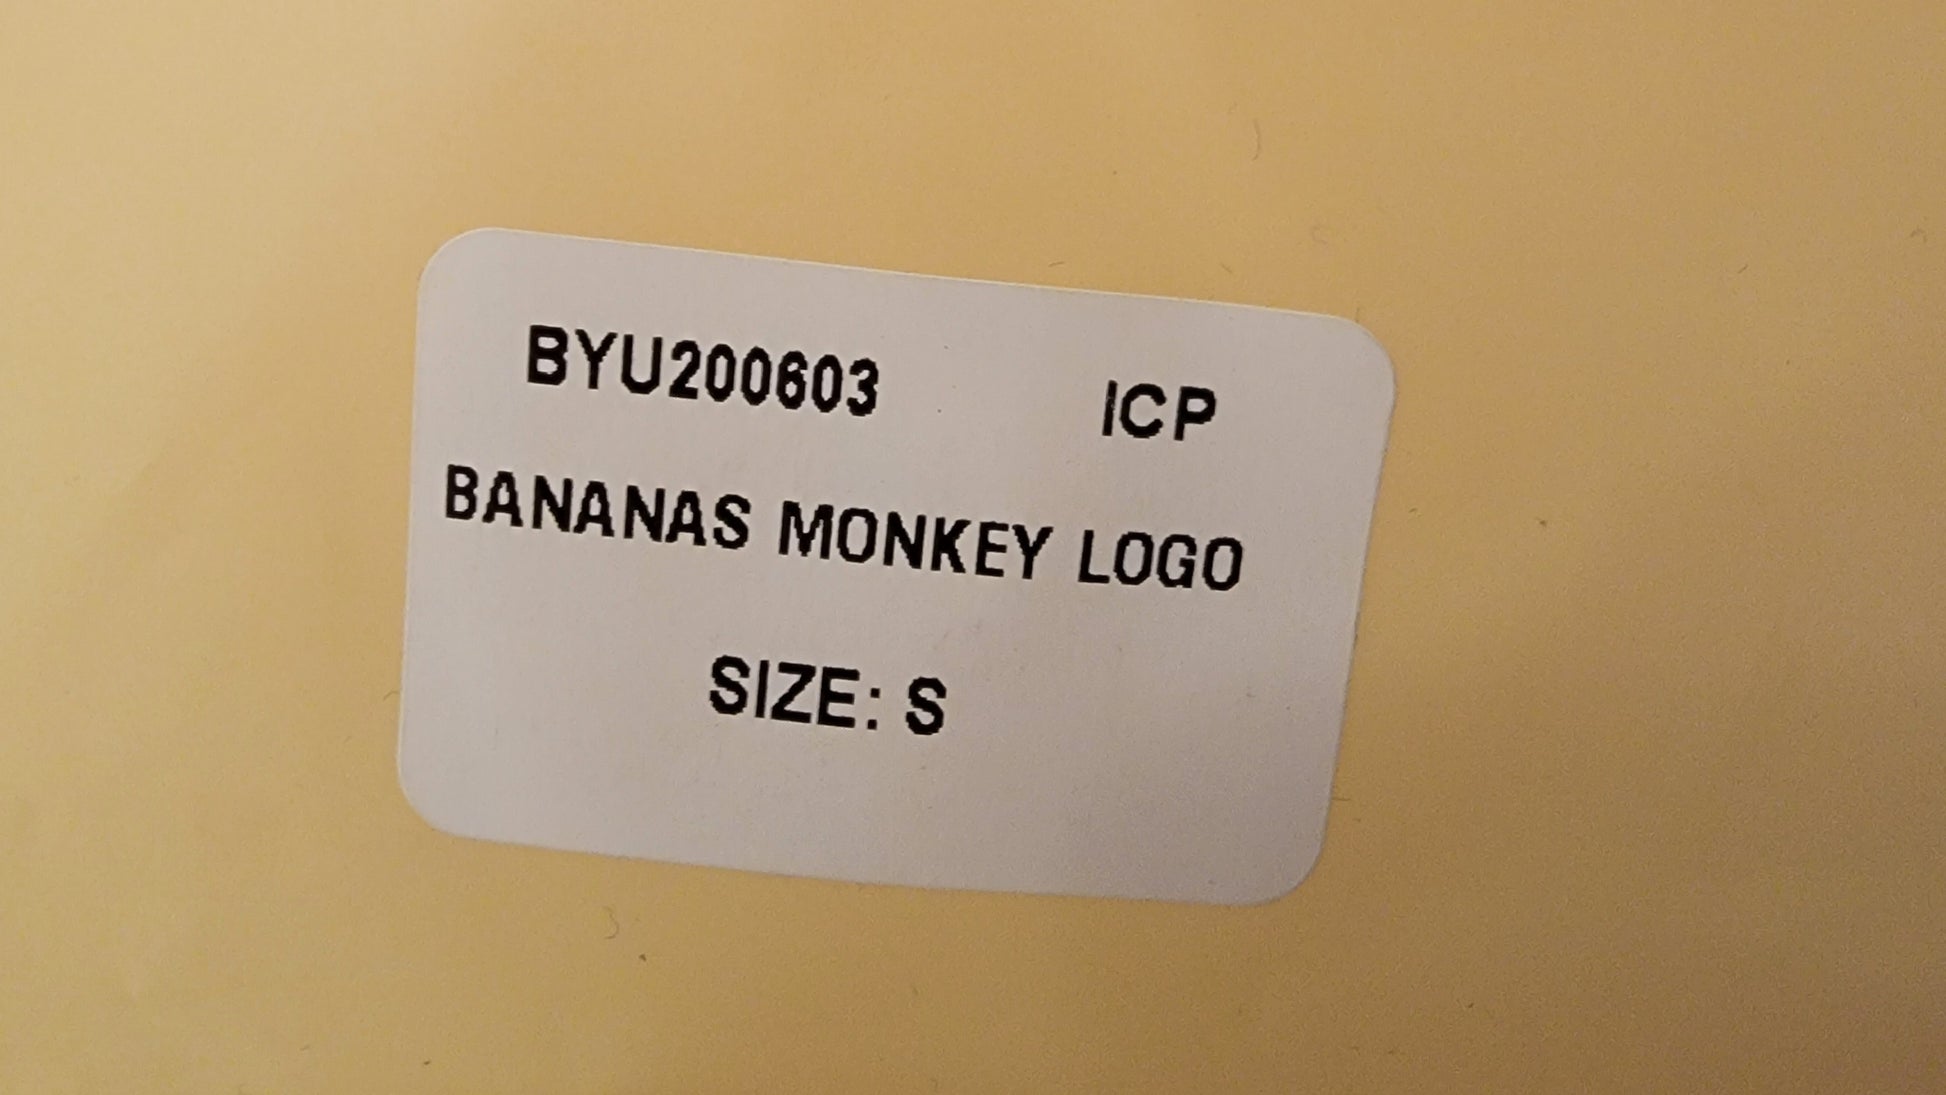 BYU200603 ICP
BANANAS MONKEY LOGO
SIZE: S